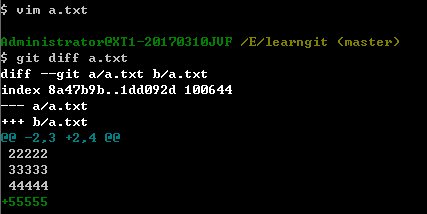 $ vim a.txt
Administrator@XT1-20170310JVF /E/learngit (master)
$ git diff a.txt
diff --git a/a.txt b/a.txt
index 8a47b9b..1dd092d 100644
--- a/a.txt
+++ b/a.txt
@@ -2,3 +2,4 @@
 22222
 33333
 44444
+55555